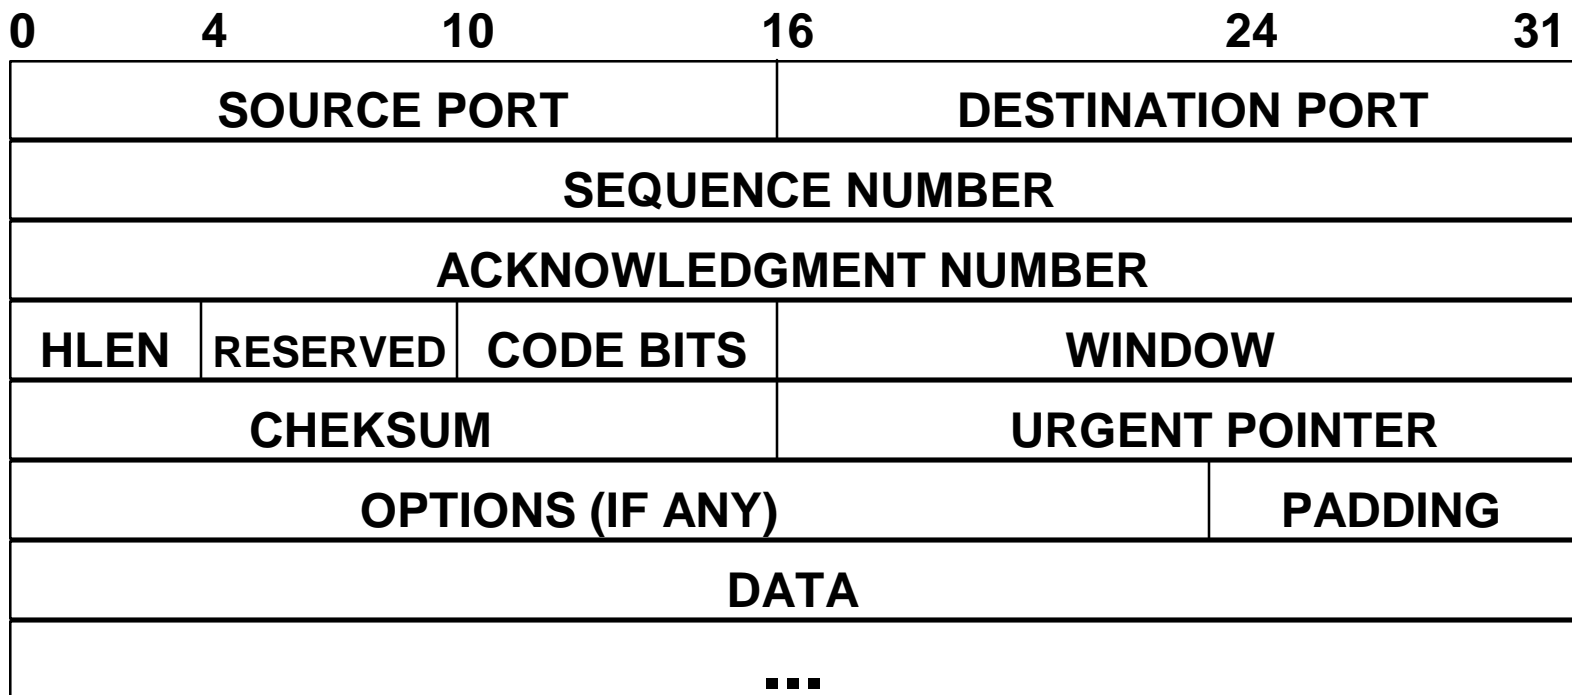 0 4 10 16 24 31
SOURCE PORT DESTINATION PORT
SEQUENCE NUMBER
ACKNOWLEDGMENT NUMBER
HLEN RESERVED CODE BITS WINDOW
CHEKSUM URGENT POINTER
OPTIONS (IF ANY) PADDING
DATA
...